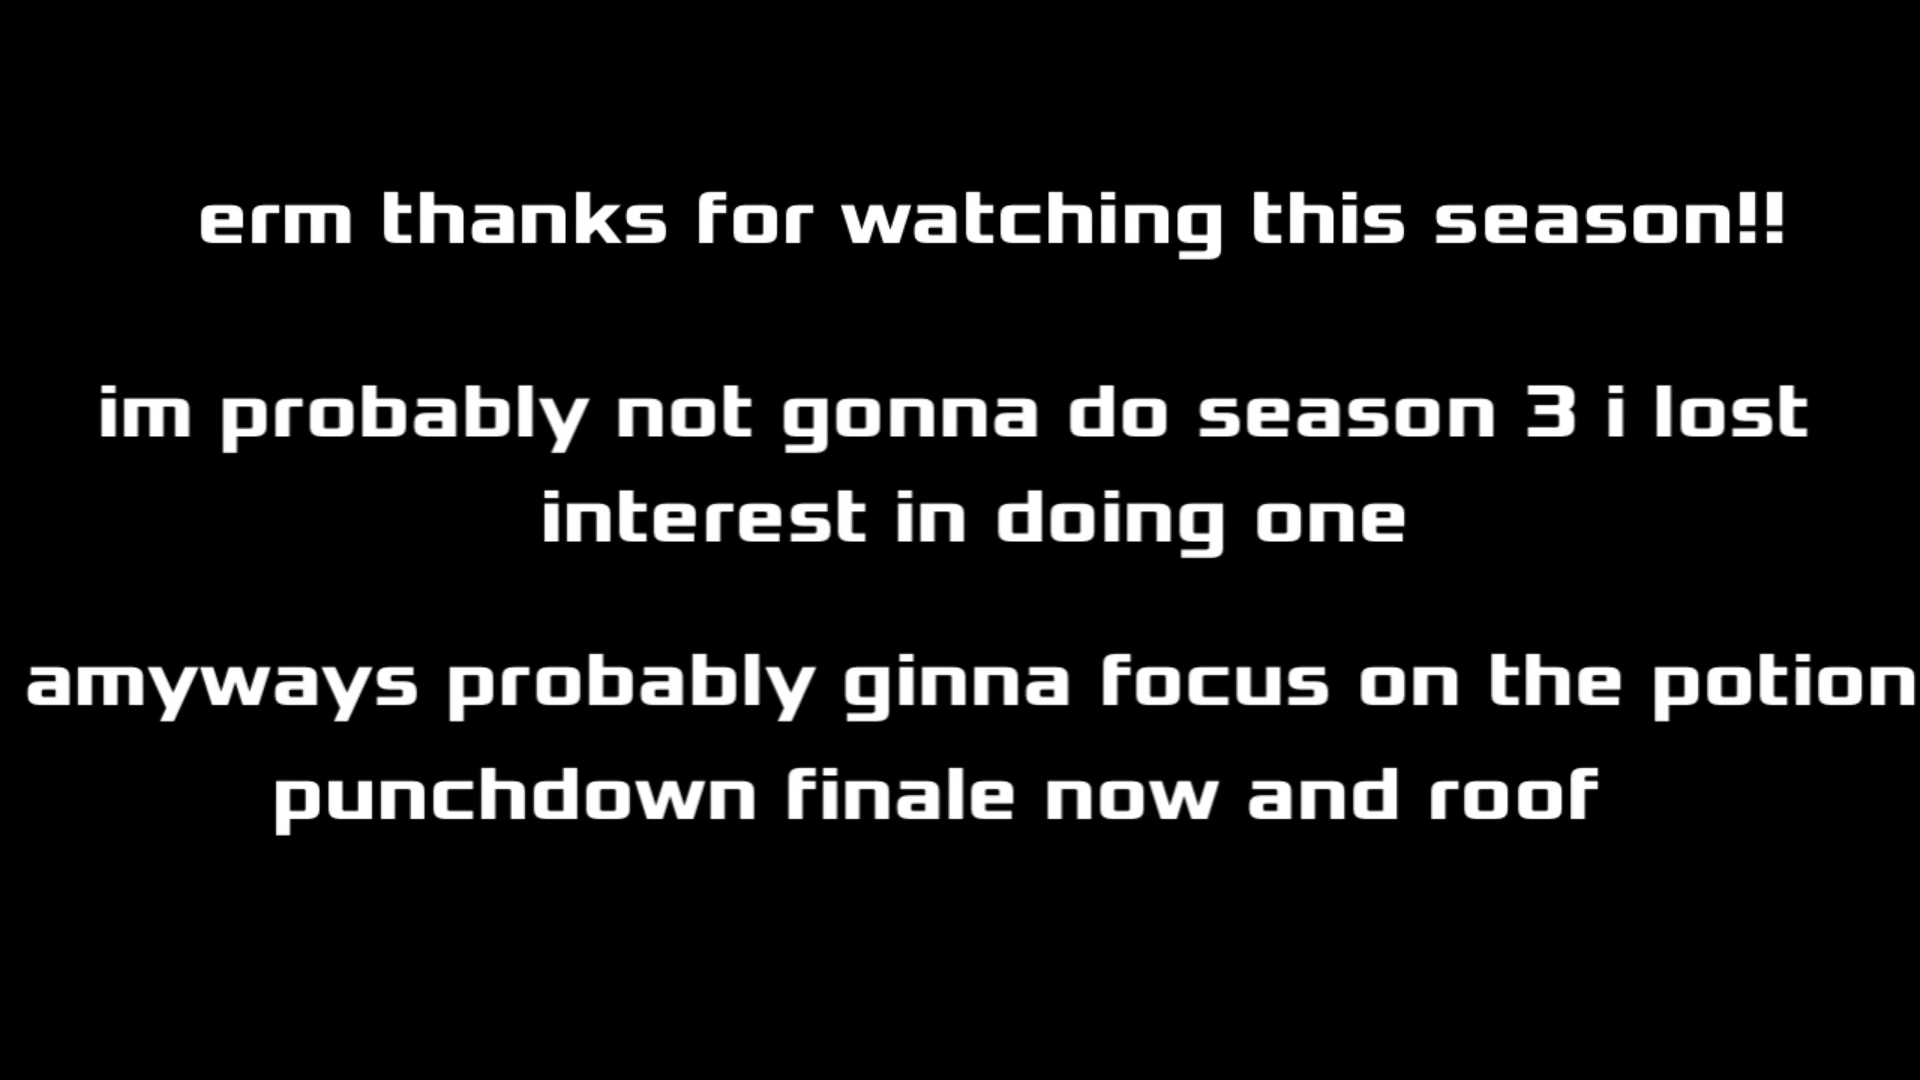 erm thanks for watching this season!!
im probably not gonna do season 3 i lost
interest in doing one
amyways probably ginna focus on the potion
punchdown finale now and roof